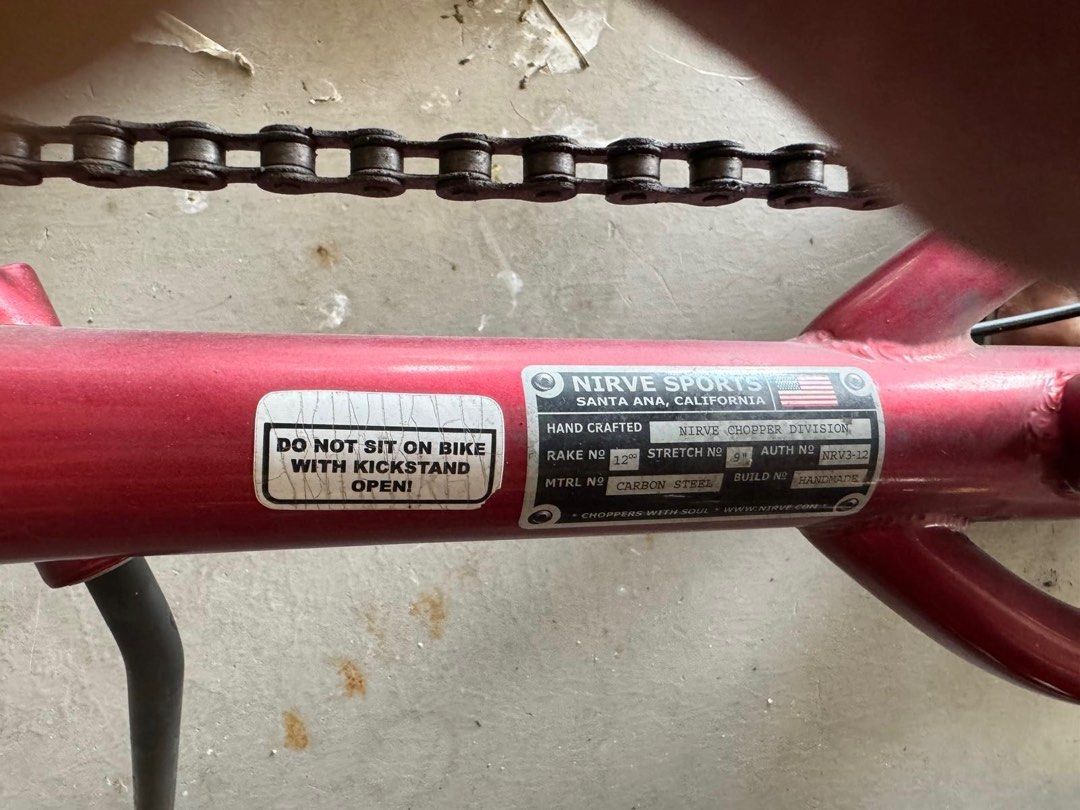 DO NOT SIT ON BIKE
WITH KICKSTAND
OPEN!
NIRVE SPORTS
SANTA ANA, CALIFORNIA
HAND CRAFTED NIRVE CHOPPER DIVISION
RAKE Nº 12⁰⁰ STRETCH Nº 9" AUTH Nº NRV3-12
MTRL Nº CARBON STEEL BUILD Nº HANDMADE
* CHOPPERS WITH SOUL * WWW.NIRVE.COM *